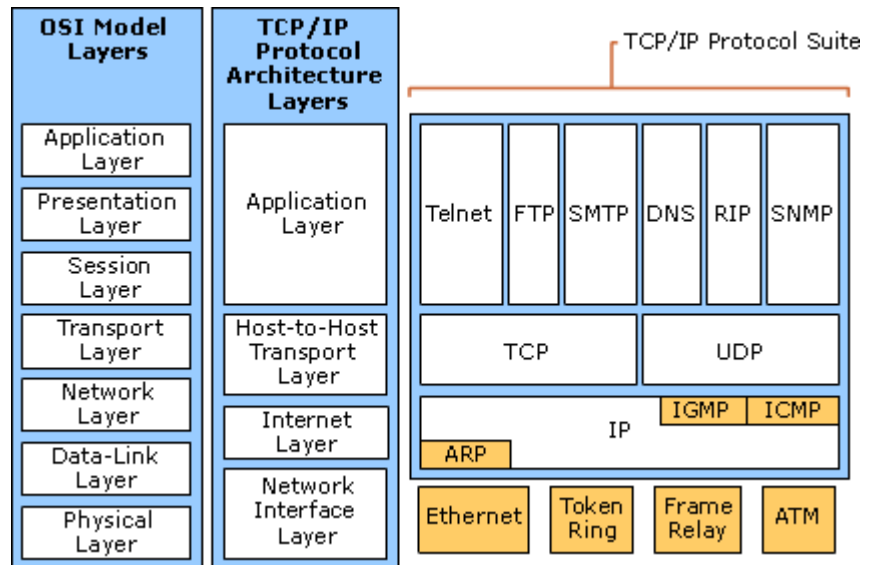 OSI Model
Layers
Application
Layer
Presentation
Layer
Session
Layer
Transport
Layer
Network
Layer
Data-Link
Layer
Physical
Layer
TCP/IP
Protocol
Architecture
Layers
Application
Layer
Host-to-Host
Transport
Layer
Internet
Layer
Network
Interface
Layer
TCP/IP Protocol Suite
Telnet
FTP
SMTP
DNS
RIP
SNMP
TCP
UDP
IP
IGMP
ICMP
ARP
Ethernet
Token
Ring
Frame
Relay
ATM